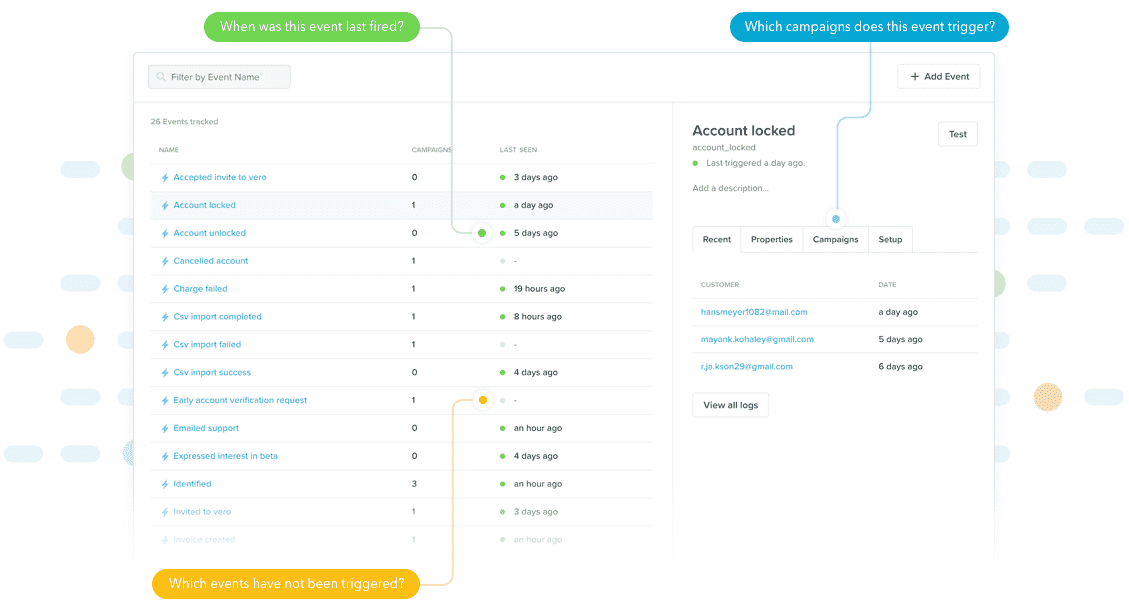 When was this event last fired?
Which campaigns does this event trigger?
Filter by Event Name
+ Add Event
26 Events tracked
NAME CAMPAIGNS LAST SEEN
Accepted invite to vero 0 3 days ago
Account locked 1 a day ago
Account unlocked 0 5 days ago
Cancelled account 1 -
Charge failed 1 19 hours ago
Csv import completed 1 8 hours ago
Csv import failed 1 -
Csv import success 0 4 days ago
Early account verification request 1 -
Emailed support 0 an hour ago
Expressed interest in beta 0 4 days ago
Identified 3 an hour ago
Invited to vero 1 3 days ago
Invoice created 1 an hour ago
Account locked
Test
account_locked
Last triggered a day ago.
Add a description...
Recent Properties Campaigns Setup
CUSTOMER DATE
hansmeyer1082@mail.com a day ago
mayank.kohaley@gmail.com 5 days ago
r.ja.kson29@gmail.com 6 days ago
View all logs
Which events have not been triggered?